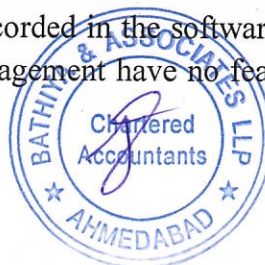 corded in the softwar
agement have no fea
BATHIYA & ASSOCIATES LLP
Chartered
Accountants
AHMEDABAD